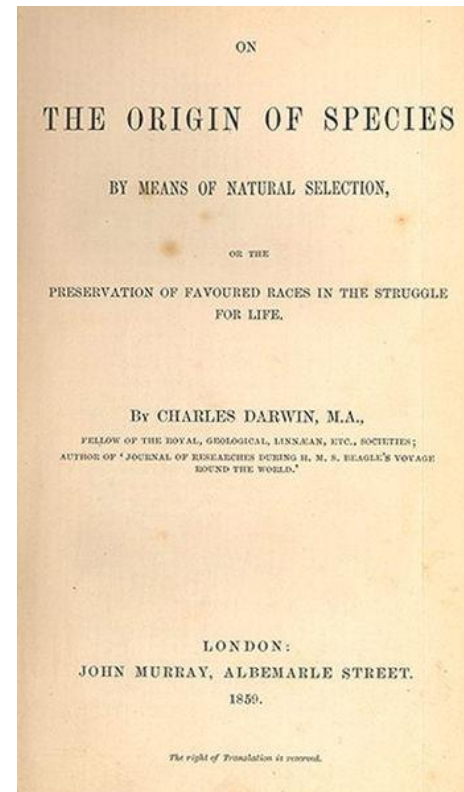 ON
THE ORIGIN OF SPECIES
BY MEANS OF NATURAL SELECTION,
OR THE
PRESERVATION OF FAVOURED RACES IN THE STRUGGLE
FOR LIFE.
By CHARLES DARWIN, M.A.,
FELLOW OF THE ROYAL, GEOLOGICAL, LINNÆAN, ETC., SOCIETIES;
AUTHOR OF ‘JOURNAL OF RESEARCHES DURING H. M. S. BEAGLE’S VOYAGE
ROUND THE WORLD.’
LONDON:
JOHN MURRAY, ALBEMARLE STREET.
1859.
The right of Translation is reserved.